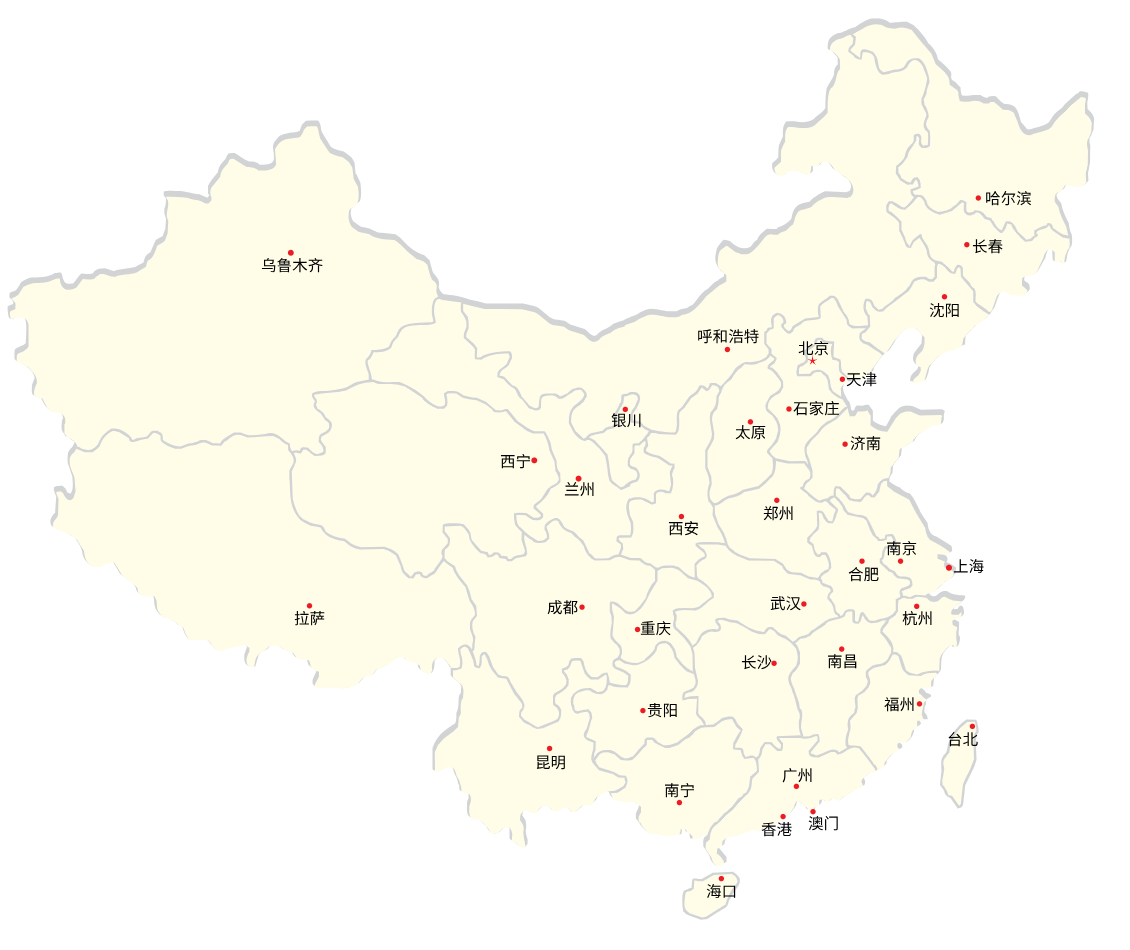 哈尔滨
长春
乌鲁木齐
沈阳
呼和浩特
北京
天津
石家庄
银川
太原
济南
西宁
兰州
郑州
西安
南京
上海
合肥
成都
武汉
拉萨
杭州
重庆
长沙
南昌
福州
贵阳
台北
昆明
广州
南宁
香港
澳门
海口